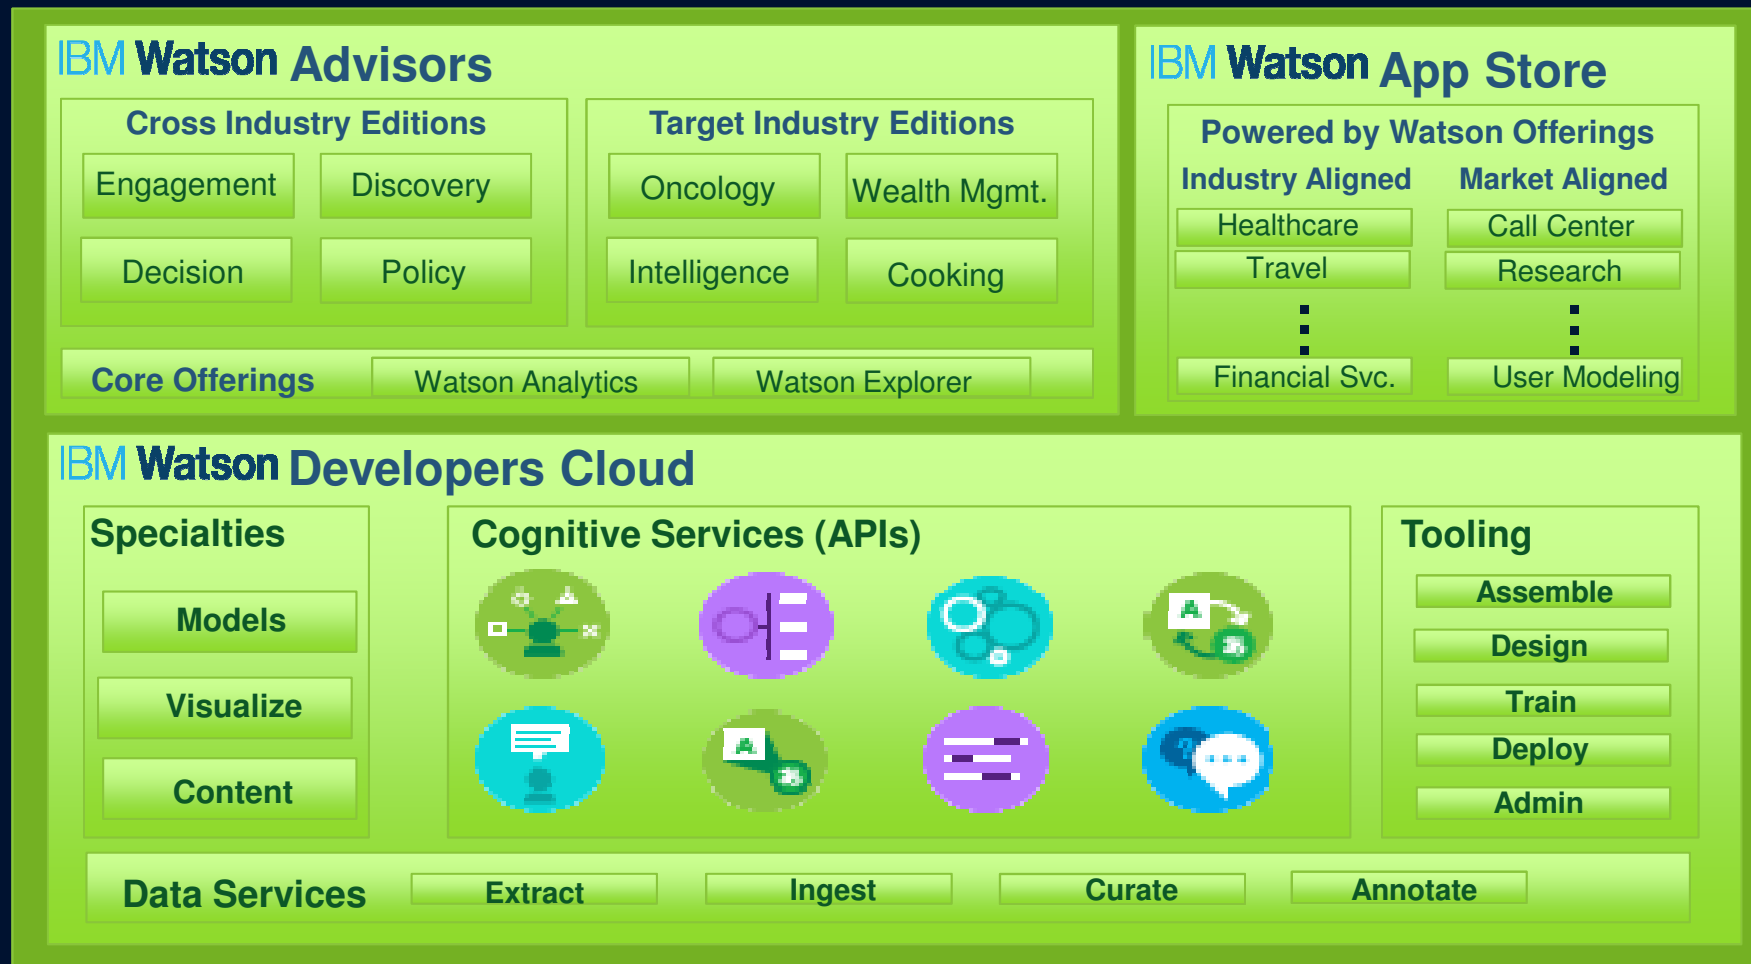 IBM Watson Advisors
Cross Industry Editions
Engagement
Discovery
Decision
Policy
Target Industry Editions
Oncology
Wealth Mgmt.
Intelligence
Cooking
Core Offerings
Watson Analytics
Watson Explorer
IBM Watson App Store
Powered by Watson Offerings
Industry Aligned
Healthcare
Travel
Financial Svc.
Market Aligned
Call Center
Research
User Modeling
IBM Watson Developers Cloud
Specialties
Models
Visualize
Content
Cognitive Services (APIs)
A
A
?
Tooling
Assemble
Design
Train
Deploy
Admin
Data Services
Extract
Ingest
Curate
Annotate